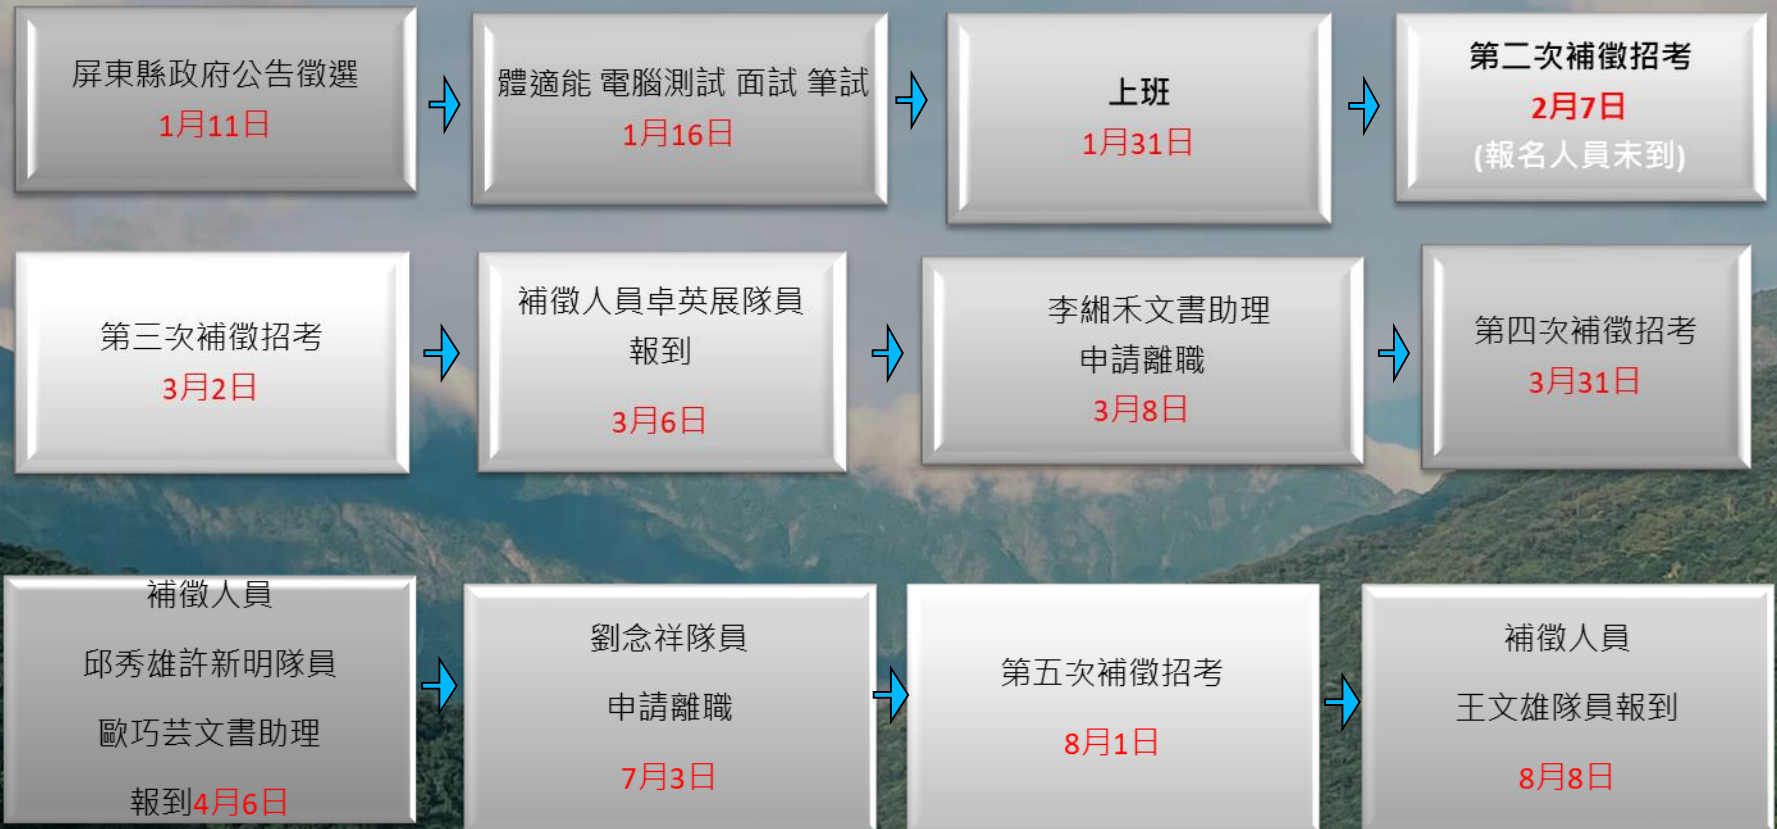 屏東縣政府公告徵選
1月11日
體適能 電腦測試 面試 筆試
1月16日
上班
1月31日
第二次補徵招考
2月7日
(報名人員未到)
第三次補徵招考
3月2日
補徵人員卓英展隊員
報到
3月6日
李緗禾文書助理
申請離職
3月8日
第四次補徵招考
3月31日
補徵人員
邱秀雄許新明隊員
歐巧芸文書助理
報到4月6日
劉念祥隊員
申請離職
7月3日
第五次補徵招考
8月1日
補徵人員
王文雄隊員報到
8月8日